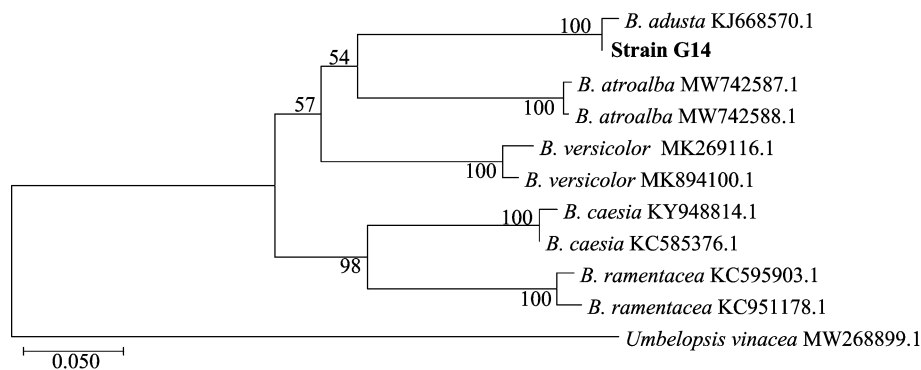 100 B. adusta KJ668570.1
Strain G14
54
B. atroalba MW742587.1
100 B. atroalba MW742588.1
57
B. versicolor MK269116.1
100 B. versicolor MK894100.1
100 B. caesia KY948814.1
B. caesia KC585376.1
98
B. ramentacea KC595903.1
100 B. ramentacea KC951178.1
Umbelopsis vinacea MW268899.1
0.050